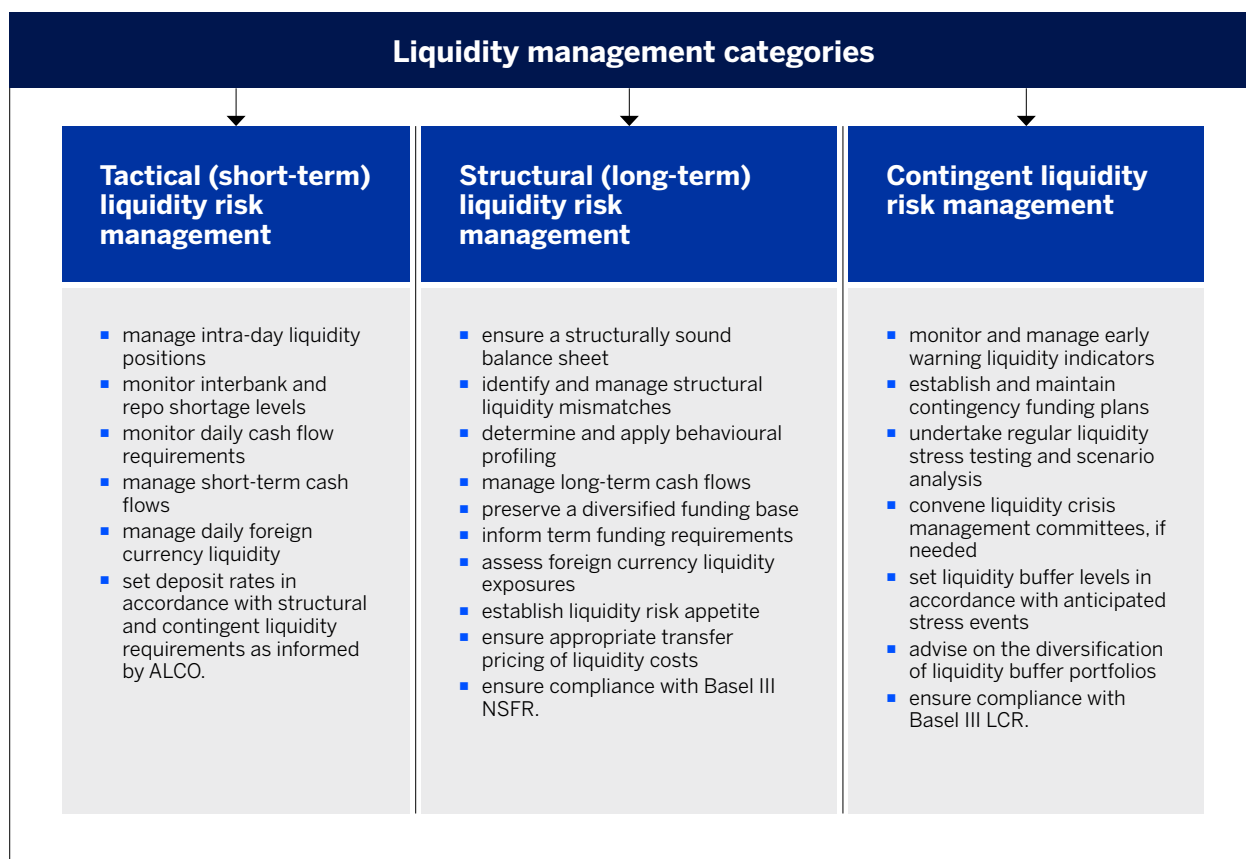 Liquidity management categories
Tactical (short-term)
liquidity risk
management
■ manage intra-day liquidity
positions
■ monitor interbank and
repo shortage levels
■ monitor daily cash flow
requirements
■ manage short-term cash
flows
■ manage daily foreign
currency liquidity
■ set deposit rates in
accordance with structural
and contingent liquidity
requirements as informed
by ALCO.
Structural (long-term)
liquidity risk
management
■ ensure a structurally sound
balance sheet
■ identify and manage structural
liquidity mismatches
■ determine and apply behavioural
profiling
■ manage long-term cash flows
■ preserve a diversified funding base
■ inform term funding requirements
■ assess foreign currency liquidity
exposures
■ establish liquidity risk appetite
■ ensure appropriate transfer
pricing of liquidity costs
■ ensure compliance with Basel III
NSFR.
Contingent liquidity
risk management
■ monitor and manage early
warning liquidity indicators
■ establish and maintain
contingency funding plans
■ undertake regular liquidity
stress testing and scenario
analysis
■ convene liquidity crisis
management committees, if
needed
■ set liquidity buffer levels in
accordance with anticipated
stress events
■ advise on the diversification
of liquidity buffer portfolios
■ ensure compliance with
Basel III LCR.